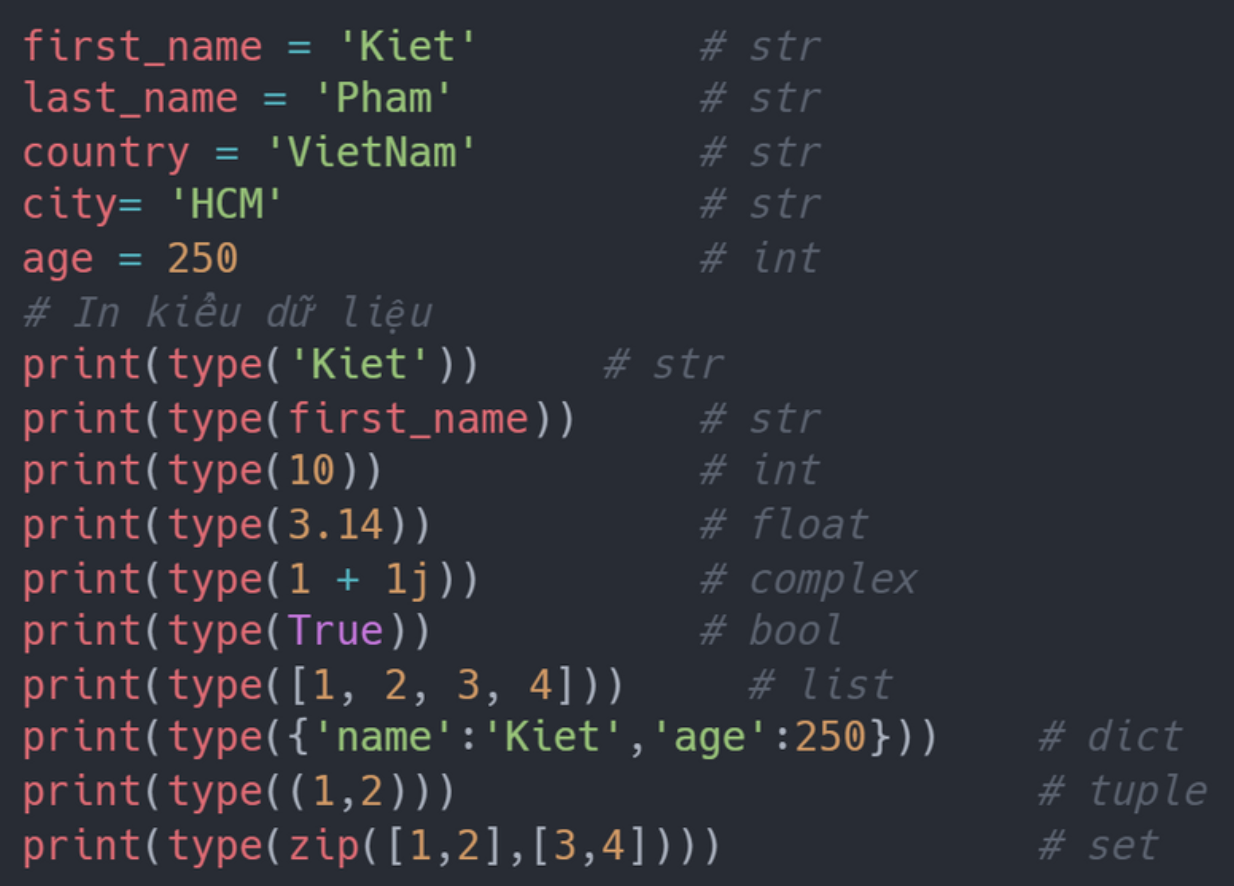 first_name = 'Kiet' # str
last_name = 'Pham' # str
country = 'VietNam' # str
city= 'HCM' # str
age = 250 # int
# In kiểu dữ liệu
print(type('Kiet')) # str
print(type(first_name)) # str
print(type(10)) # int
print(type(3.14)) # float
print(type(1 + 1j)) # complex
print(type(True)) # bool
print(type([1, 2, 3, 4])) # list
print(type({'name':'Kiet','age':250})) # dict
print(type((1,2))) # tuple
print(type(zip([1,2],[3,4]))) # set